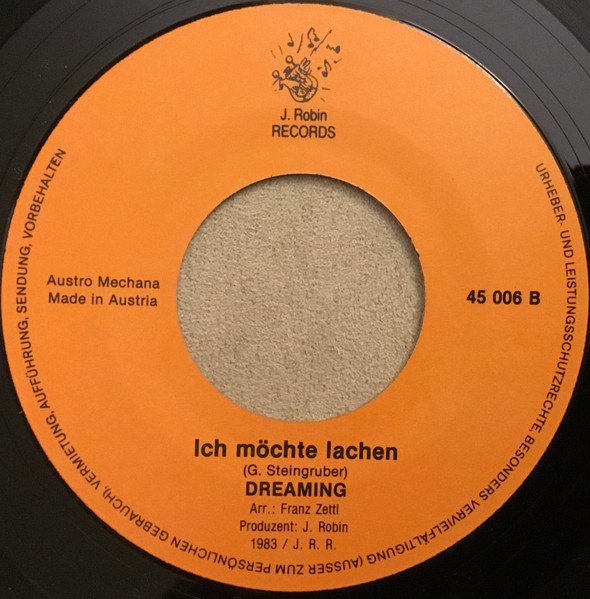 J. Robin
RECORDS
Austro Mechana
Made in Austria
45 006 B
Ich möchte lachen
(G. Steingruber)
DREAMING
Arr.: Franz Zettl
Produzent: J. Robin
1983 / J. R. R.
URHEBER- UND LEISTUNGSSCHUTZRECHTE, BESONDERS VERVIELFÄLTIGUNG (AUSSER ZUM PERSÖNLICHEN GEBRAUCH), VERMIETUNG, AUFFÜHRUNG, SENDUNG, VORBEHALTEN